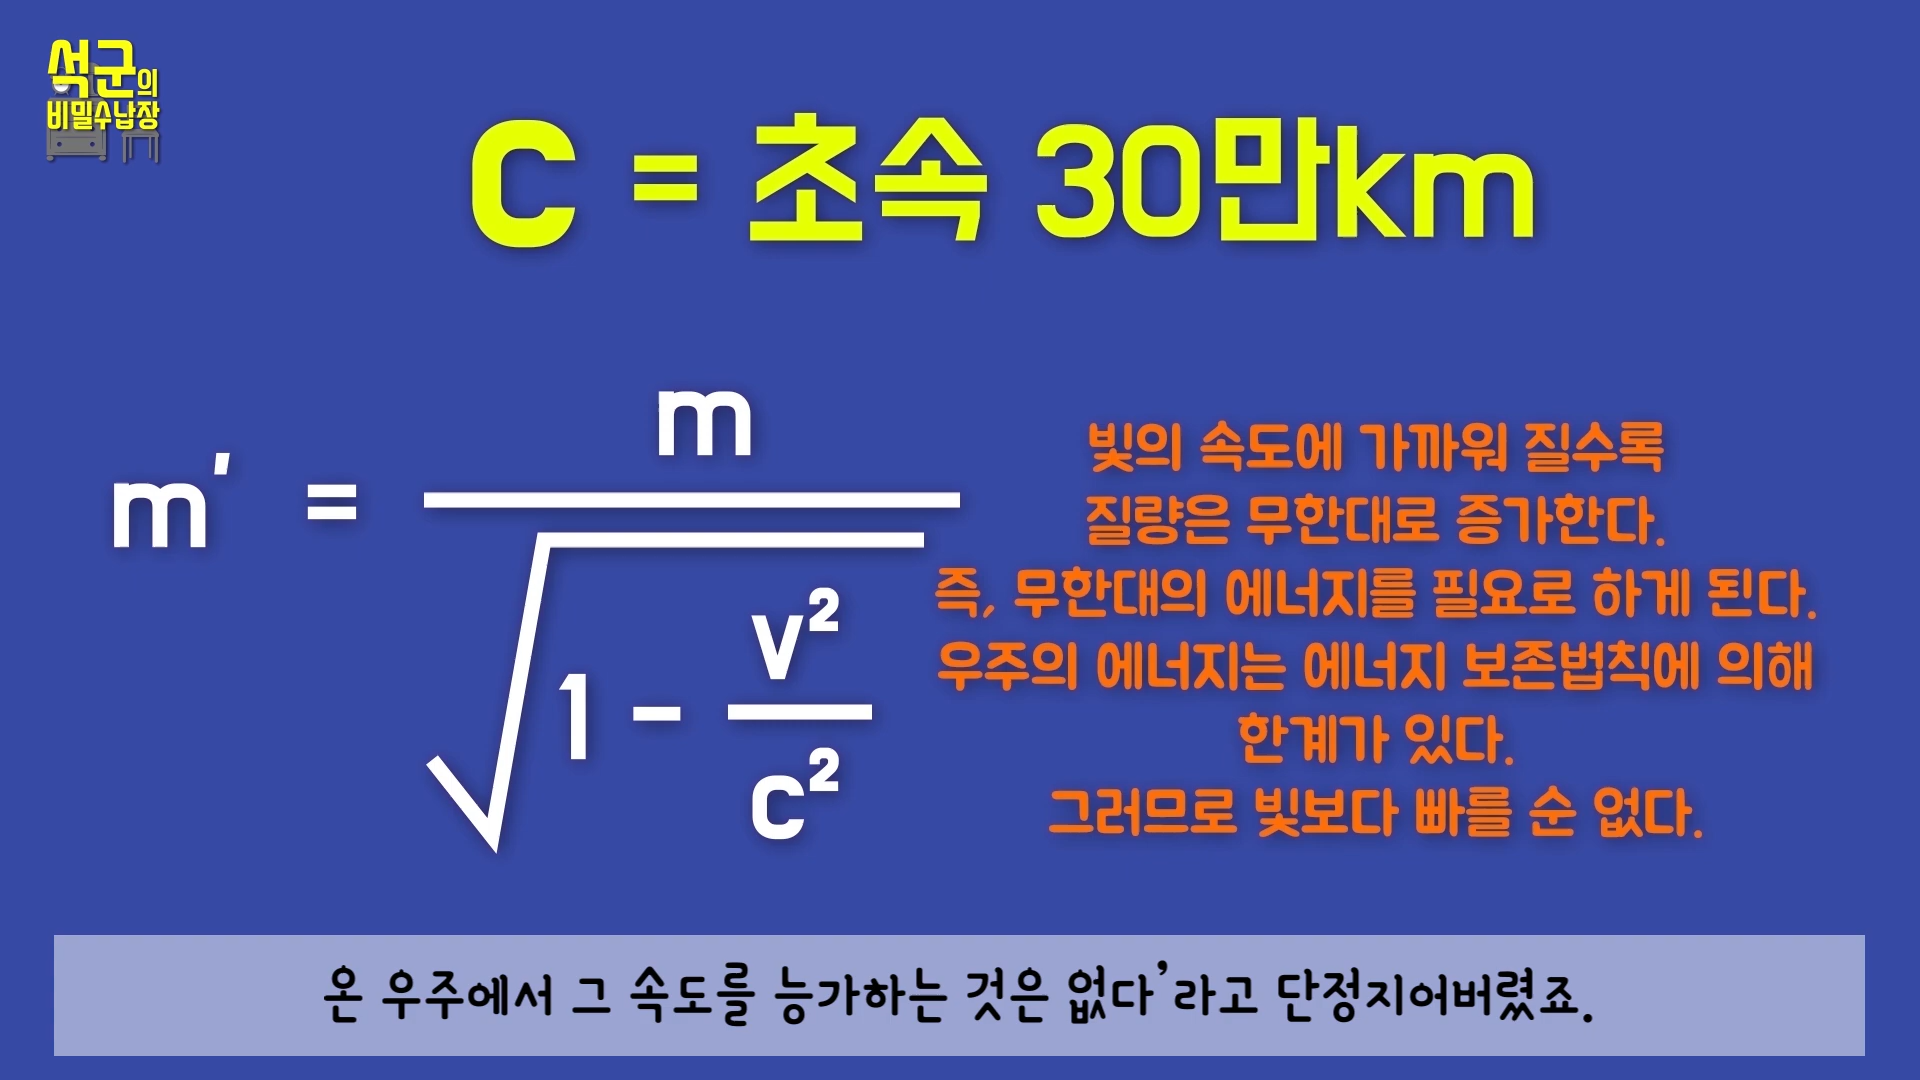 석군의
비밀수납장
C = 초속 30만km
m' = m / √(1 - v²/c²)
빛의 속도에 가까워 질수록
질량은 무한대로 증가한다.
즉, 무한대의 에너지를 필요로 하게 된다.
우주의 에너지는 에너지 보존법칙에 의해
한계가 있다.
그러므로 빛보다 빠를 순 없다.
온 우주에서 그 속도를 능가하는 것은 없다’라고 단정지어버렸죠.